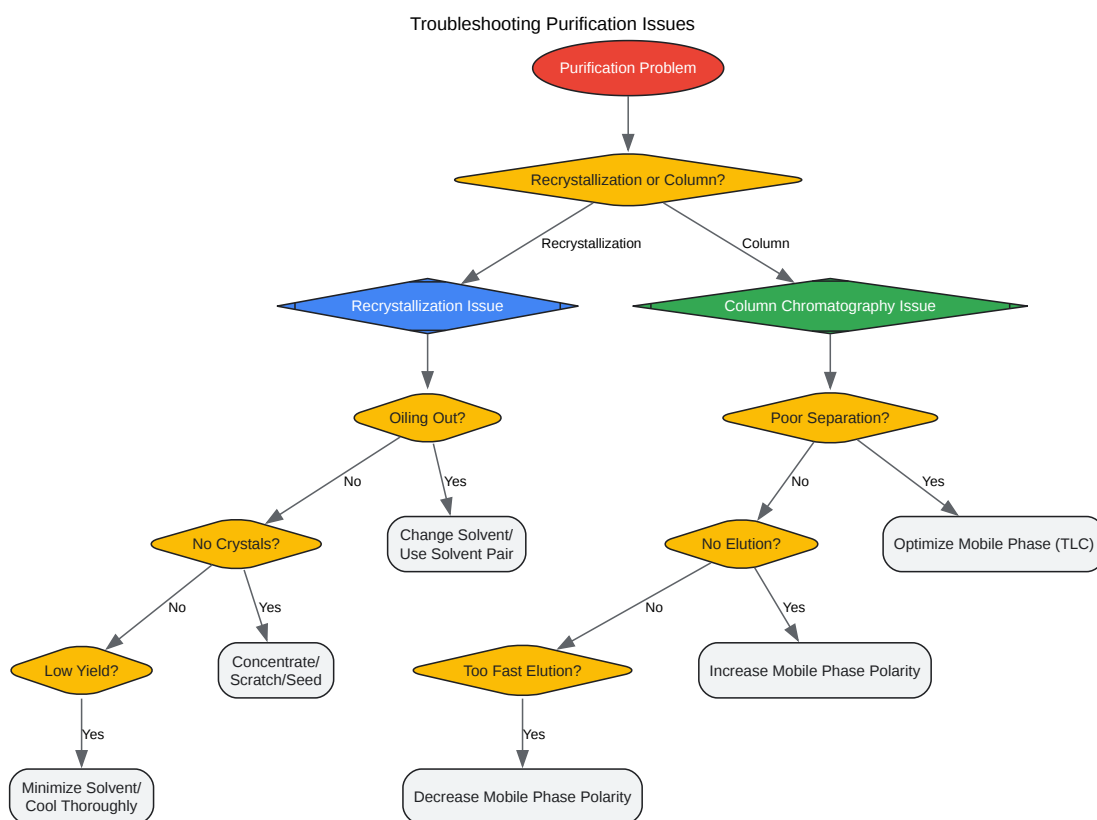 Troubleshooting Purification Issues
Purification Problem
Recrystallization or Column?
Recrystallization
Column
Recrystallization Issue
Column Chromatography Issue
Oiling Out?
Poor Separation?
No
Yes
No
Yes
No Crystals?
Change Solvent/
Use Solvent Pair
No Elution?
Optimize Mobile Phase (TLC)
No
Yes
No
Yes
Low Yield?
Concentrate/
Scratch/Seed
Too Fast Elution?
Increase Mobile Phase Polarity
Yes
Yes
Minimize Solvent/
Cool Thoroughly
Decrease Mobile Phase Polarity